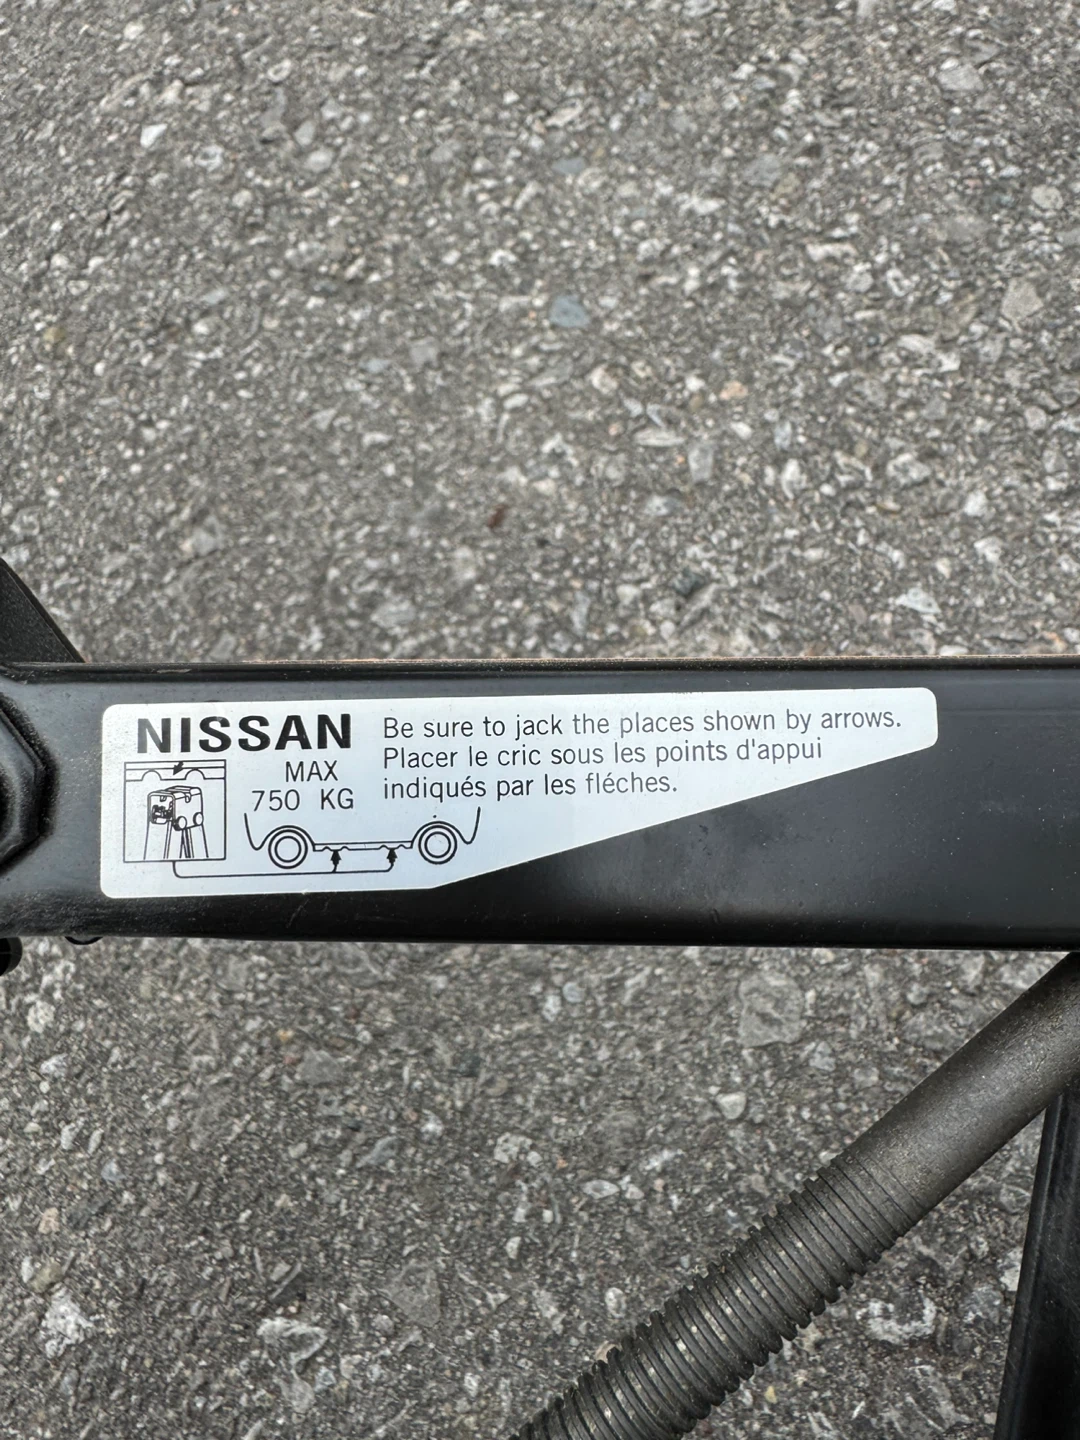 NISSAN
MAX
750 KG
Be sure to jack the places shown by arrows.
Placer le cric sous les points d'appui
indiqués par les fléches.